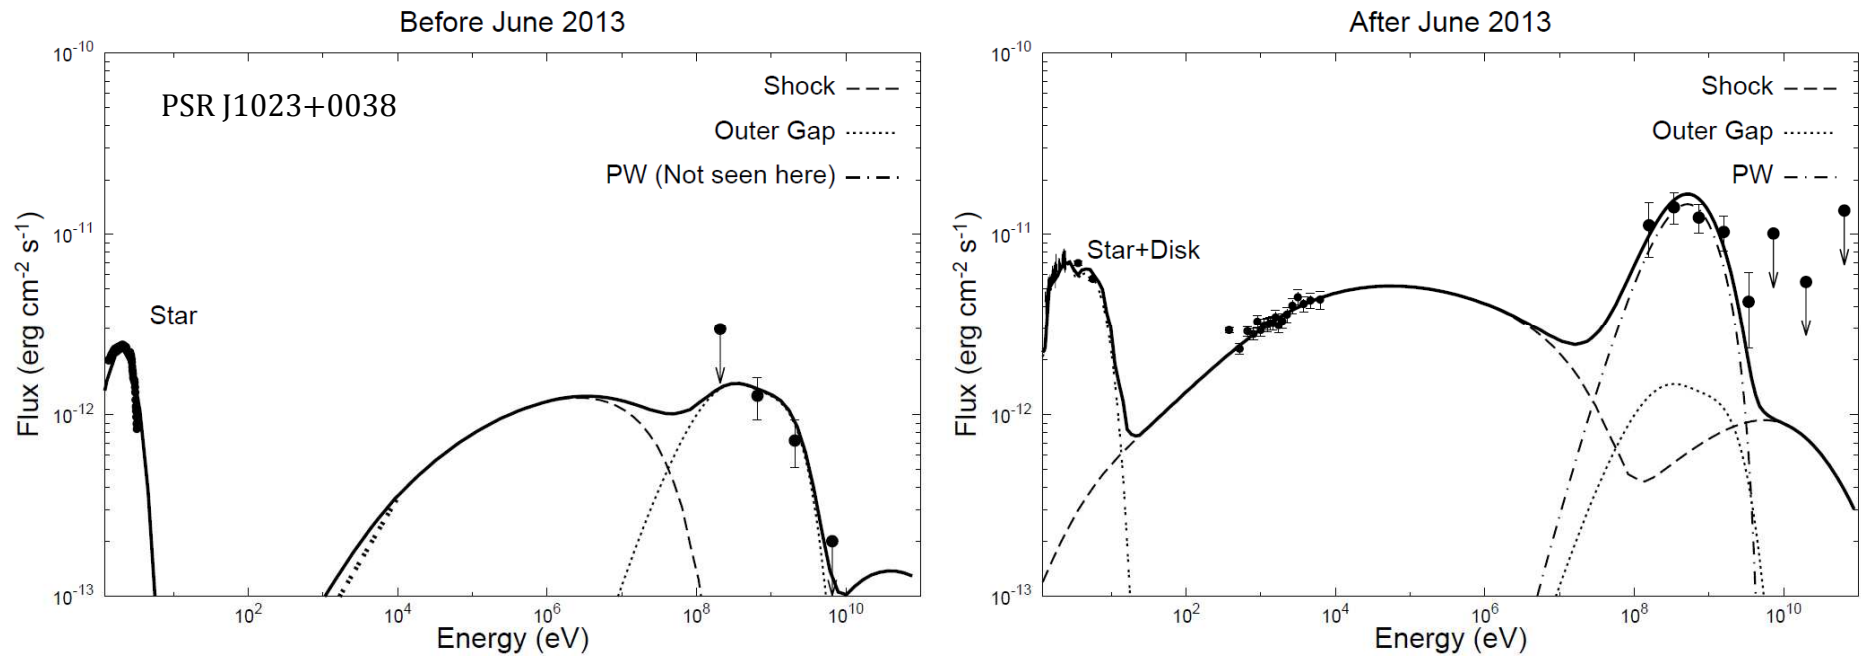 Before June 2013
PSR J1023+0038
Shock
Outer Gap
PW (Not seen here)
Star
10^-10
10^-11
10^-12
10^-13
Flux (erg cm^-2 s^-1)
10^2
10^4
10^6
10^8
10^10
Energy (eV)
After June 2013
Shock
Outer Gap
PW
Star+Disk
10^-10
10^-11
10^-12
10^-13
Flux (erg cm^-2 s^-1)
10^2
10^4
10^6
10^8
10^10
Energy (eV)